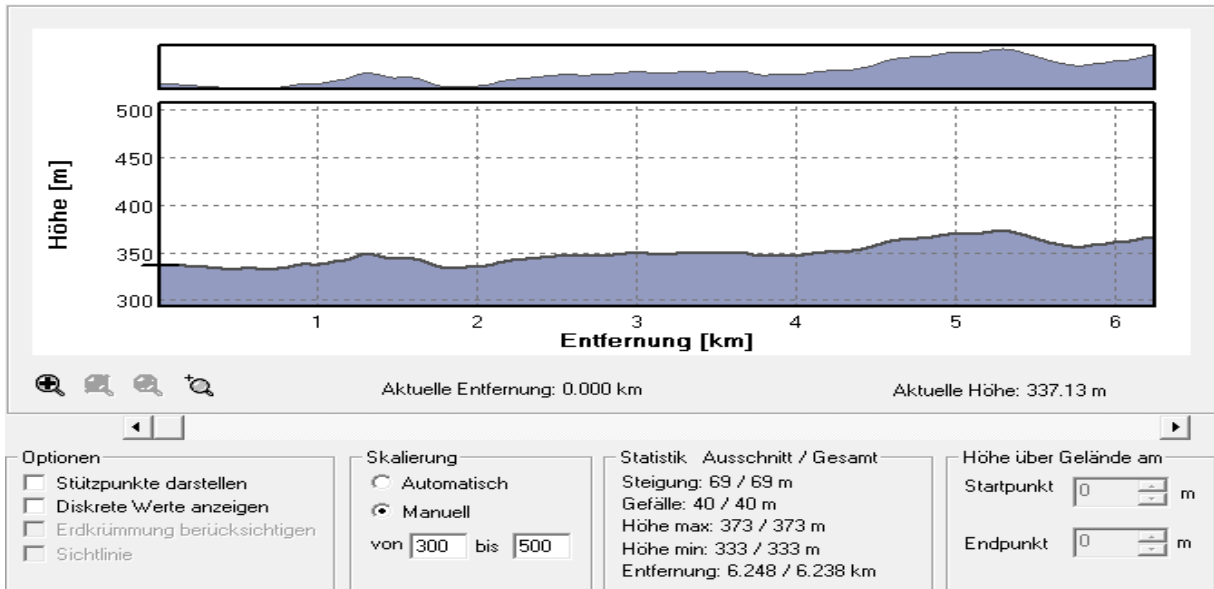 500
450
400
350
300
Höhe [m]
1 2 3 4 5 6
Entfernung [km]
Aktuelle Entfernung: 0.000 km Aktuelle Höhe: 337.13 m
Optionen
Stützpunkte darstellen
Diskrete Werte anzeigen
Erdkrümmung berücksichtigen
Sichtlinie
Skalierung
Automatisch
Manuell
von 300 bis 500
Statistik Ausschnitt / Gesamt
Steigung: 69 / 69 m
Gefälle: 40 / 40 m
Höhe max: 373 / 373 m
Höhe min: 333 / 333 m
Entfernung: 6.248 / 6.238 km
Höhe über Gelände am
Startpunkt 0 m
Endpunkt 0 m